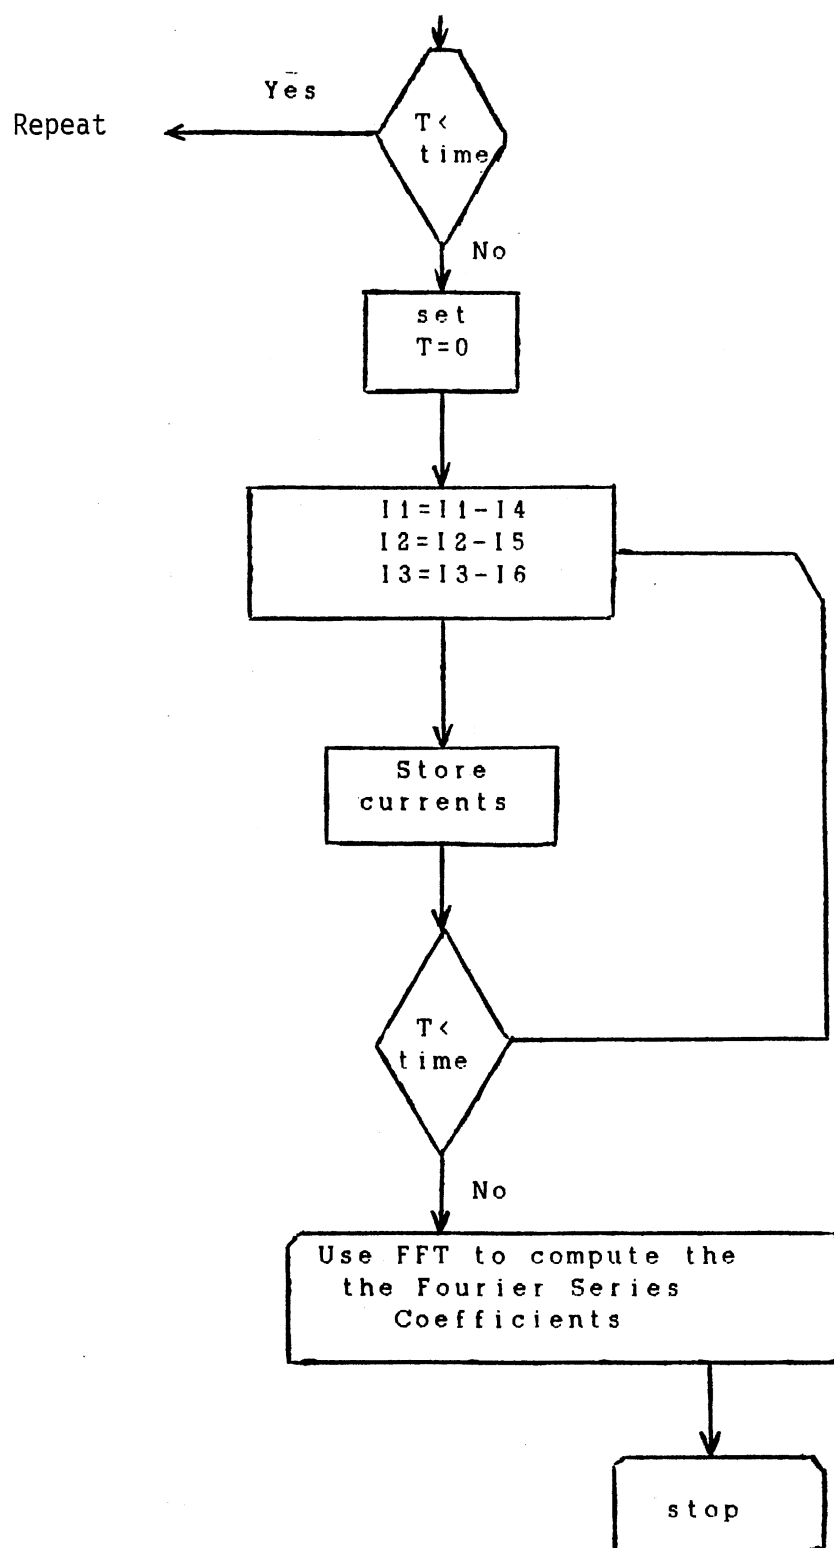 Yes
Repeat
T<
time
No
set
T=0
I1=I1-I4
I2=I2-I5
I3=I3-I6
Store
currents
T<
time
No
Use FFT to compute the
the Fourier Series
Coefficients
stop